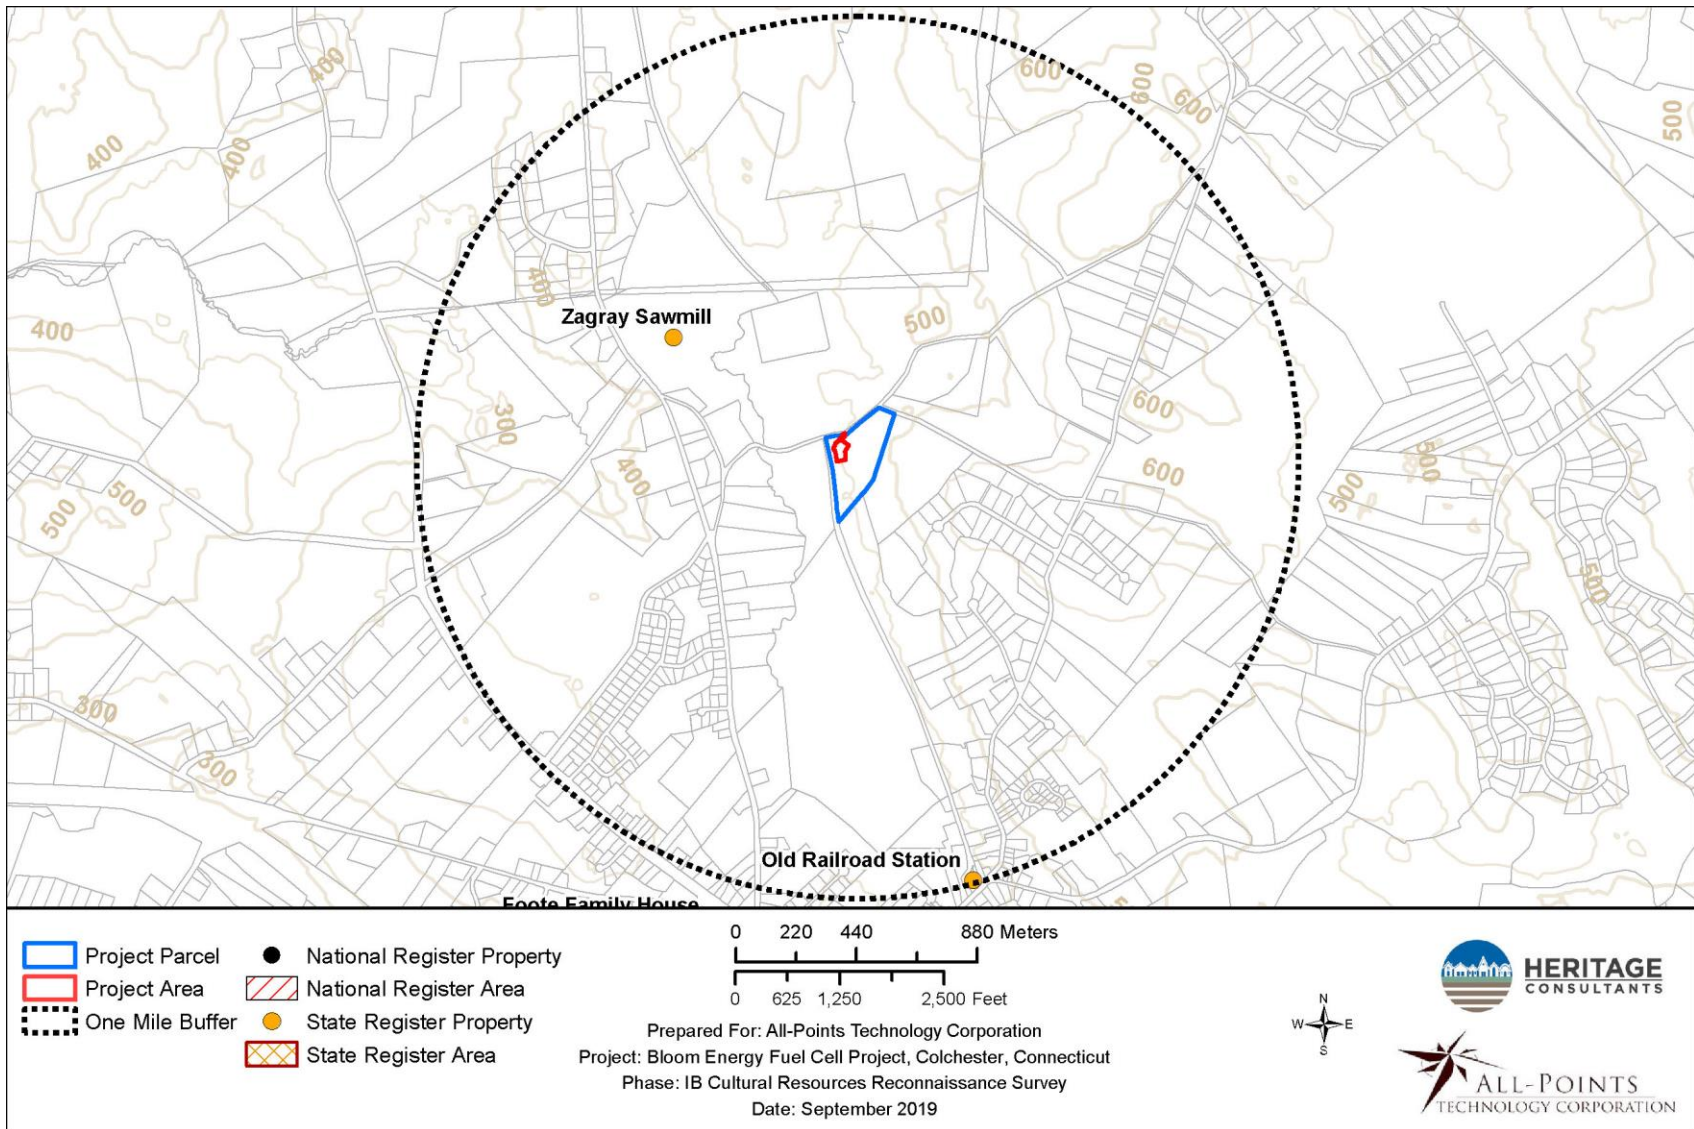 400
400
400
400
600
600
600
500
400
Zagray Sawmill
500
300
400
600
600
500
500
500
500
500
300
300
Old Railroad Station
Foote Family House
Project Parcel
Project Area
One Mile Buffer
National Register Property
National Register Area
State Register Property
State Register Area
0 220 440 880 Meters
0 625 1,250 2,500 Feet
Prepared For: All-Points Technology Corporation
Project: Bloom Energy Fuel Cell Project, Colchester, Connecticut
Phase: IB Cultural Resources Reconnaissance Survey
Date: September 2019
N
W E
S
HERITAGE
CONSULTANTS
ALL-POINTS
TECHNOLOGY CORPORATION